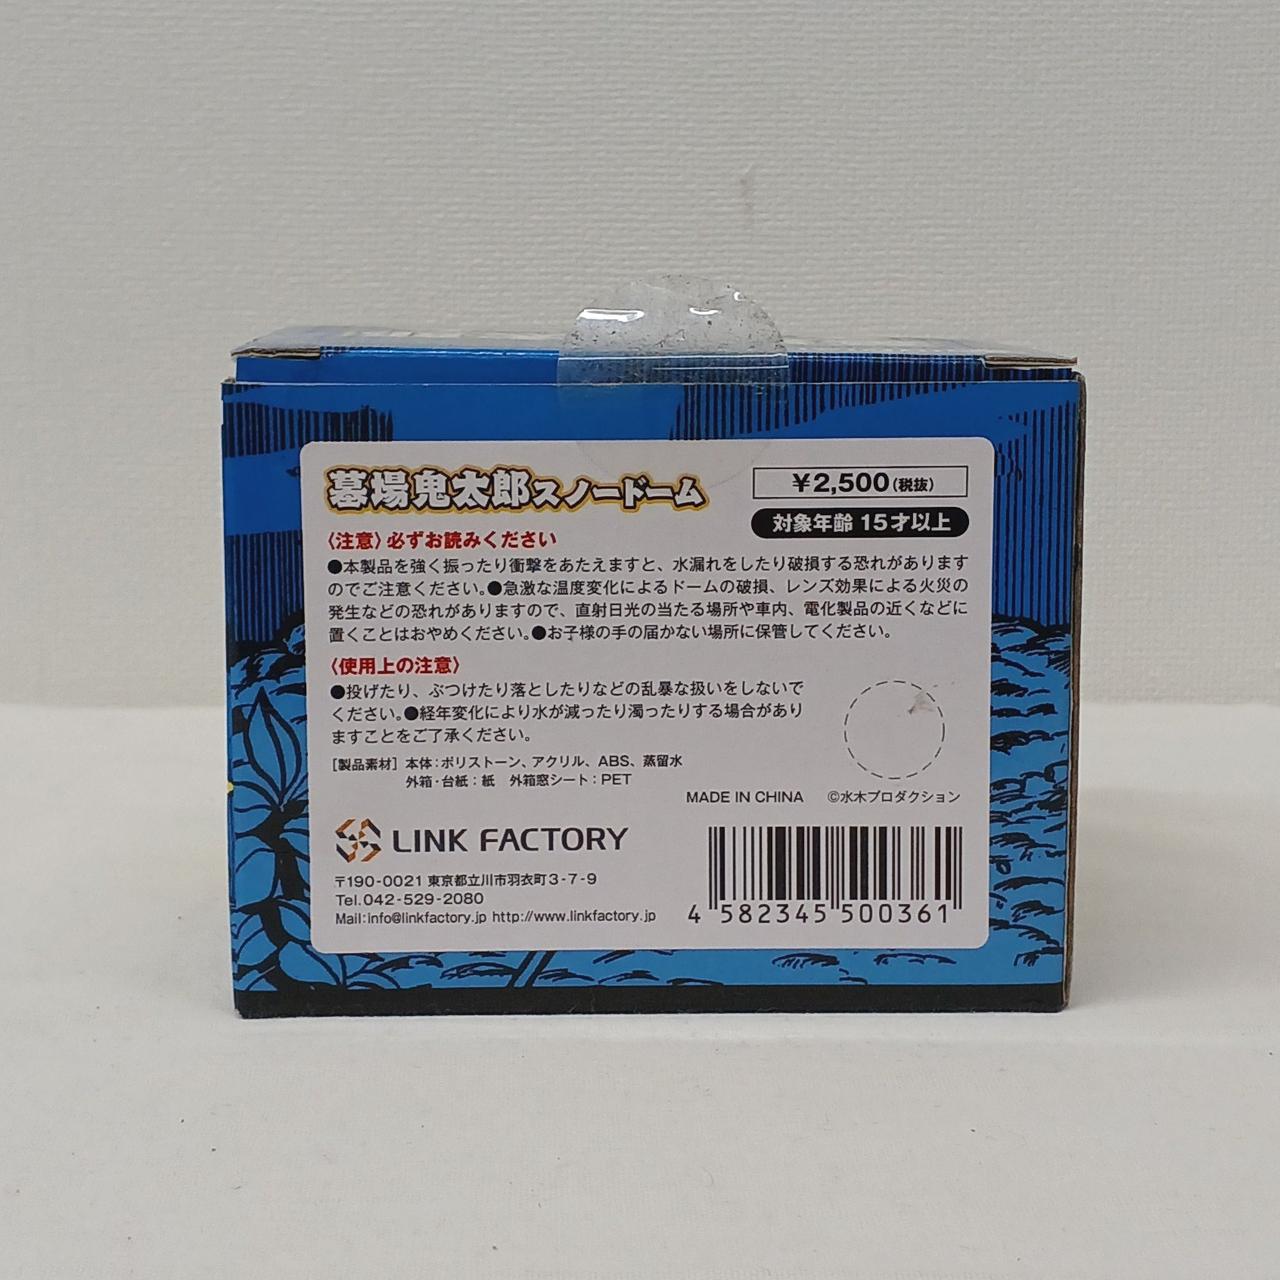 墓場鬼太郎スノードーム
¥2,500(税抜)
対象年齢 15才以上
〈注意〉必ずお読みください
●本製品を強く振ったり衝撃をあたえますと、水漏れをしたり破損する恐れがあります
のでご注意ください。●急激な温度変化によるドームの破損、レンズ効果による火災の
発生などの恐れがありますので、直射日光の当たる場所や車内、電化製品の近くなどに
置くことはおやめください。●お子様の手の届かない場所に保管してください。
〈使用上の注意〉
●投げたり、ぶつけたり落としたりなどの乱暴な扱いをしないで
ください。●経年変化により水が減ったり濁ったりする場合があり
ますことをご了承ください。
[製品素材] 本体：ポリストーン、アクリル、ABS、蒸留水
外箱・台紙：紙　外箱窓シート：PET
MADE IN CHINA ©水木プロダクション
LINK FACTORY
〒190-0021 東京都立川市羽衣町3-7-9
Tel.042-529-2080
Mail:info@linkfactory.jp http://www.linkfactory.jp
4 582345 500361